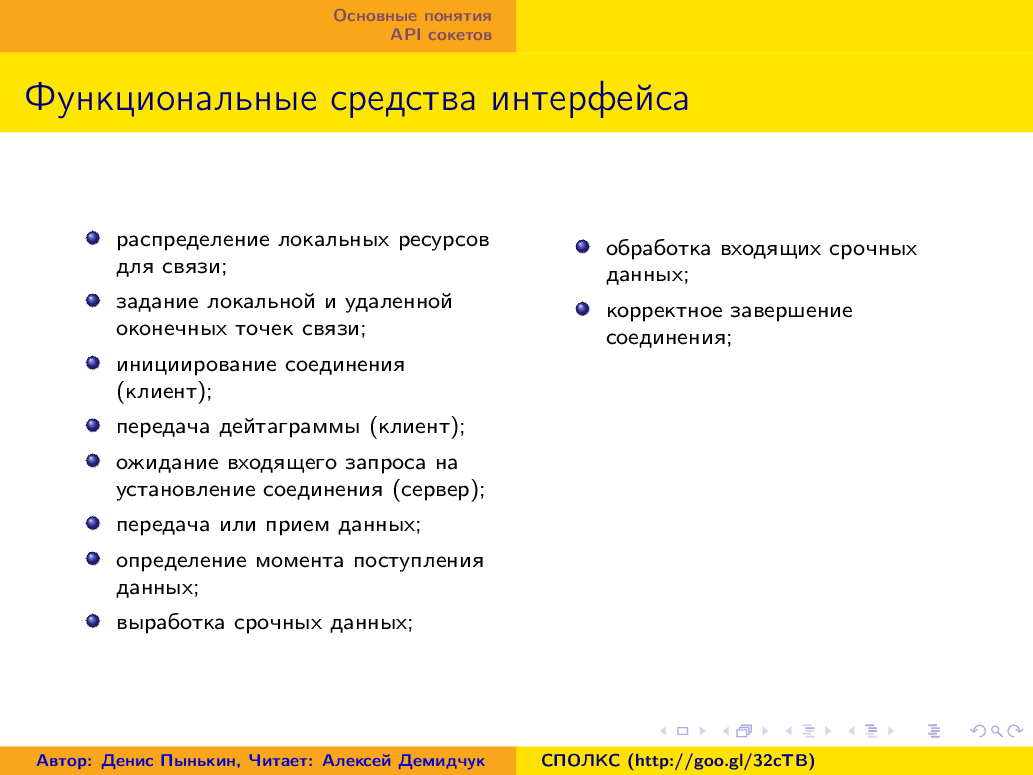 Основные понятия
API сокетов
Функциональные средства интерфейса
распределение локальных ресурсов
для связи;
задание локальной и удаленной
оконечных точек связи;
инициирование соединения
(клиент);
передача дейтаграммы (клиент);
ожидание входящего запроса на
установление соединения (сервер);
передача или прием данных;
определение момента поступления
данных;
выработка срочных данных;
обработка входящих срочных
данных;
корректное завершение
соединения;
Автор: Денис Пынькин, Читает: Алексей Демидчук
СПОЛКС (http://goo.gl/32cTB)